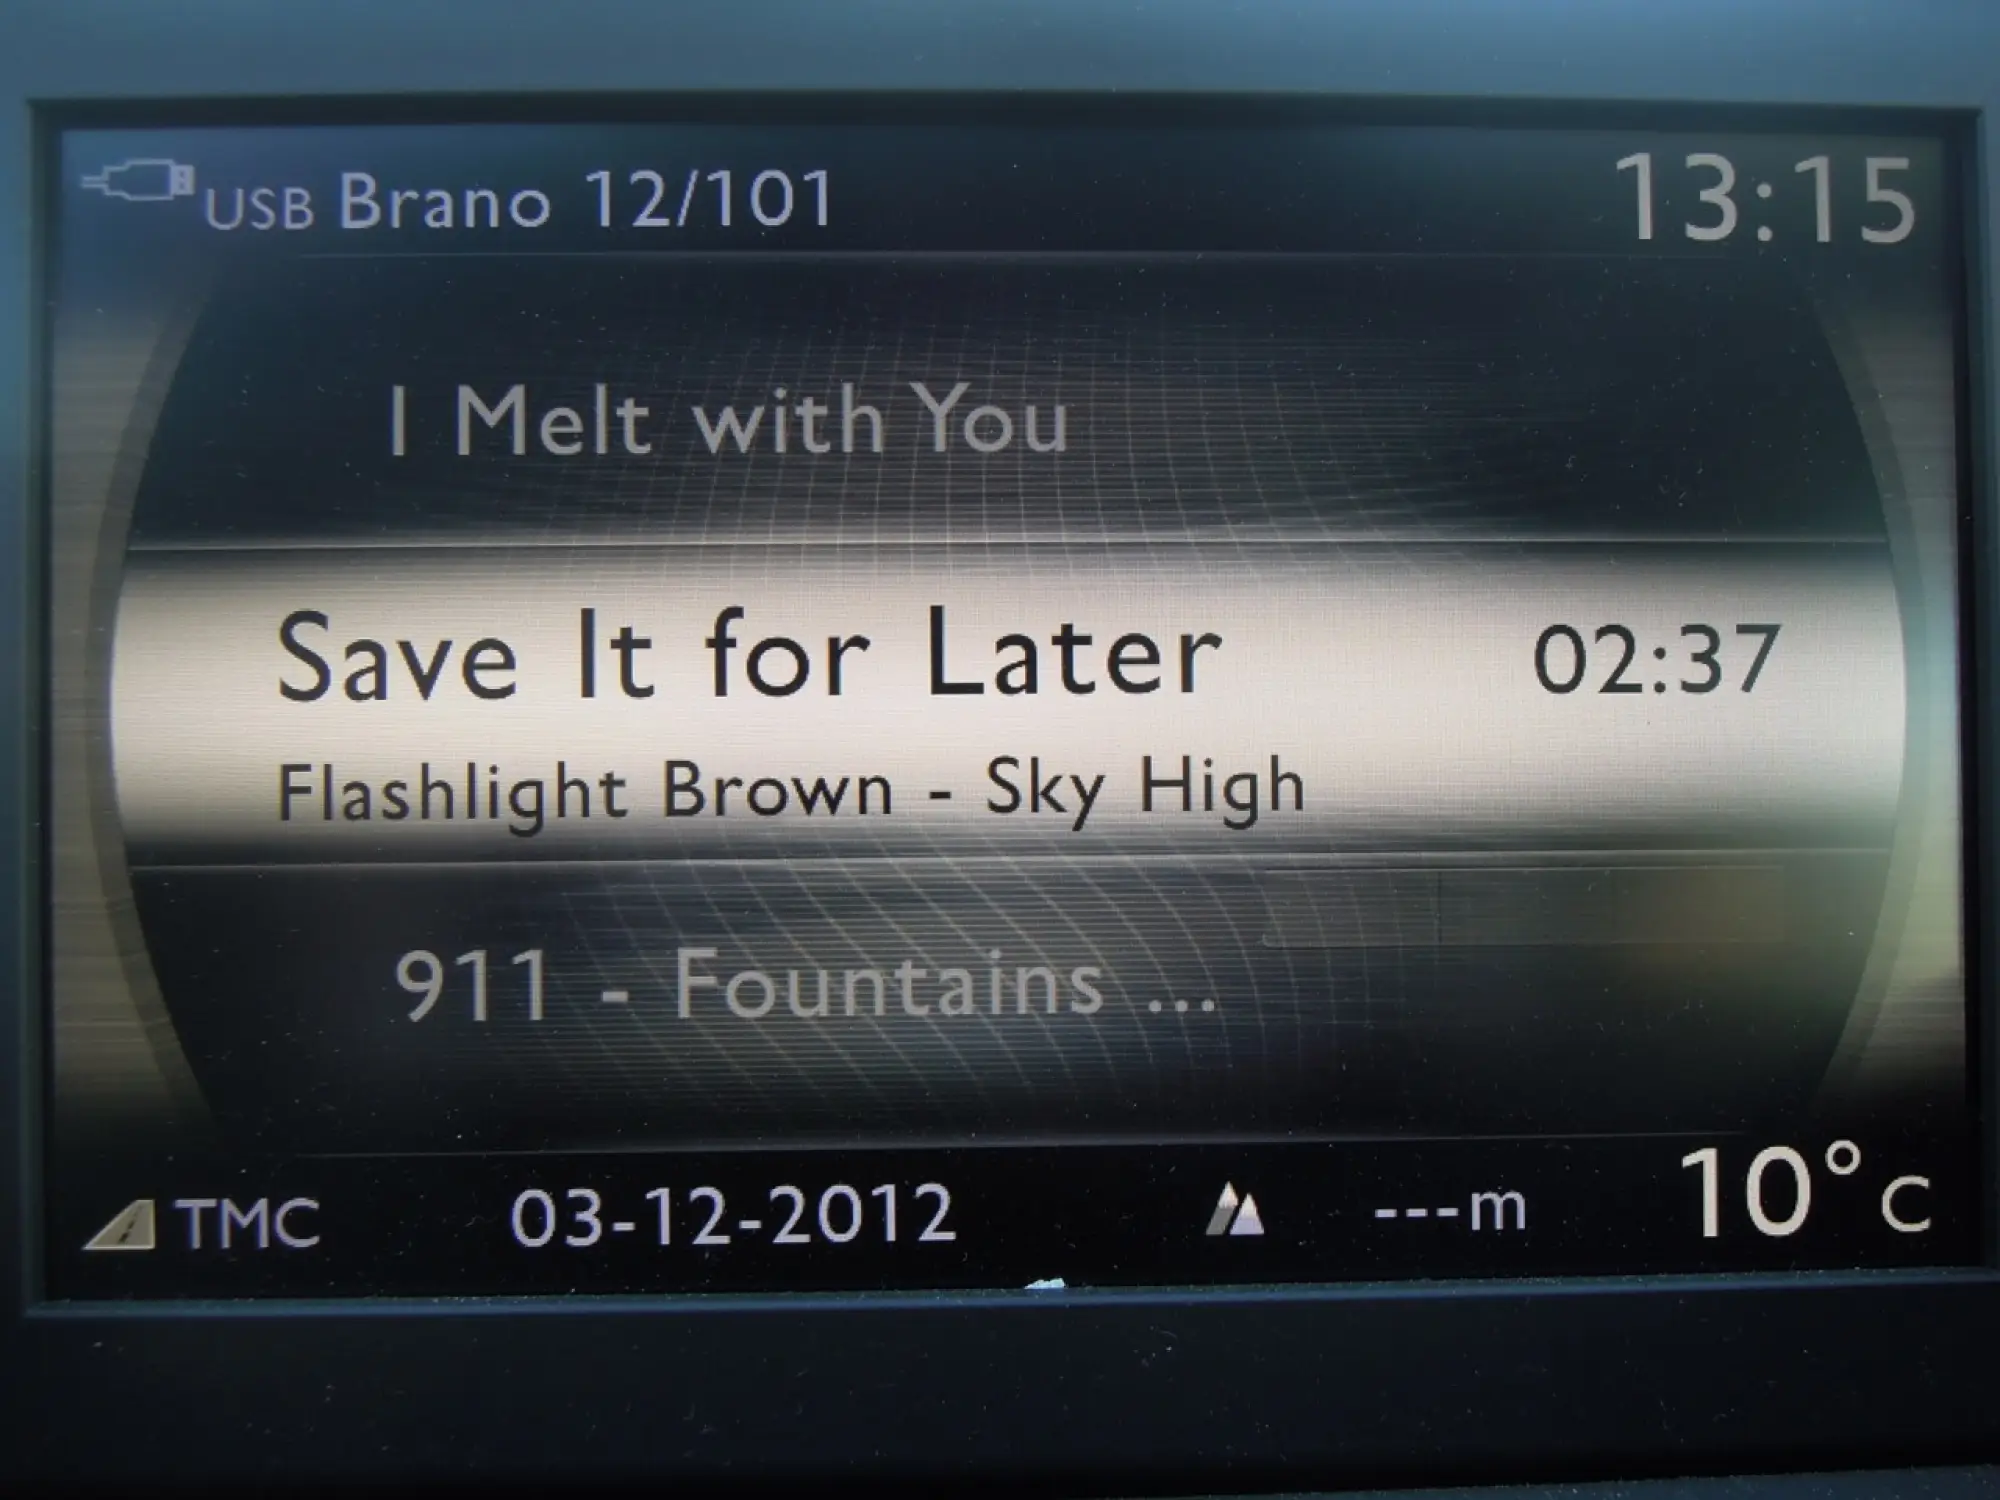 USB Brano 12/101
13:15
I Melt with You
Save It for Later 02:37
Flashlight Brown - Sky High
911 - Fountains ...
TMC 03-12-2012 ---m 10°C